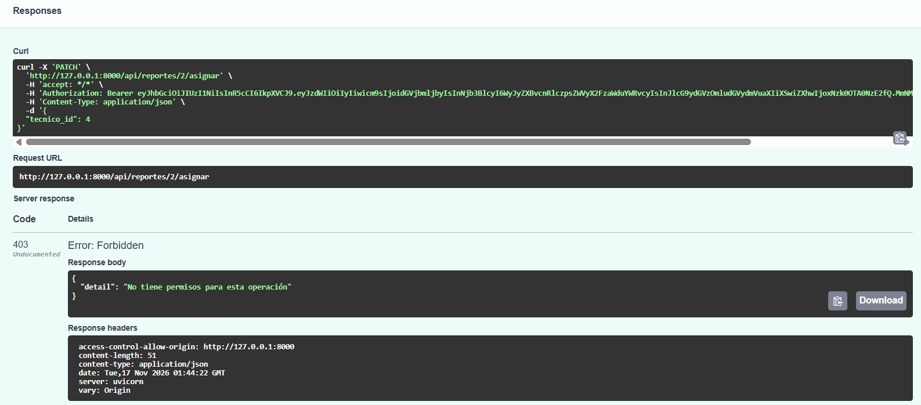 Responses
Curl
curl -X 'PATCH' \
'http://127.0.0.1:8000/api/reportes/2/asignar' \
-H 'accept: */*' \
-H 'Authorization: Bearer
-H 'Content-Type: application/json' \
-d '{
"tecnico_id": 4
}'
Request URL
http://127.0.0.1:8000/api/reportes/2/asignar
Server response
Code Details
403 Error: Forbidden
Undocumented
Response body
{
"detail": "No tiene permisos para esta operación"
}
Download
Response headers
access-control-allow-origin: http://127.0.0.1:8000
content-length: 51
content-type: application/json
date: Tue,17 Nov 2026 01:44:22 GMT
server: uvicorn
vary: Origin